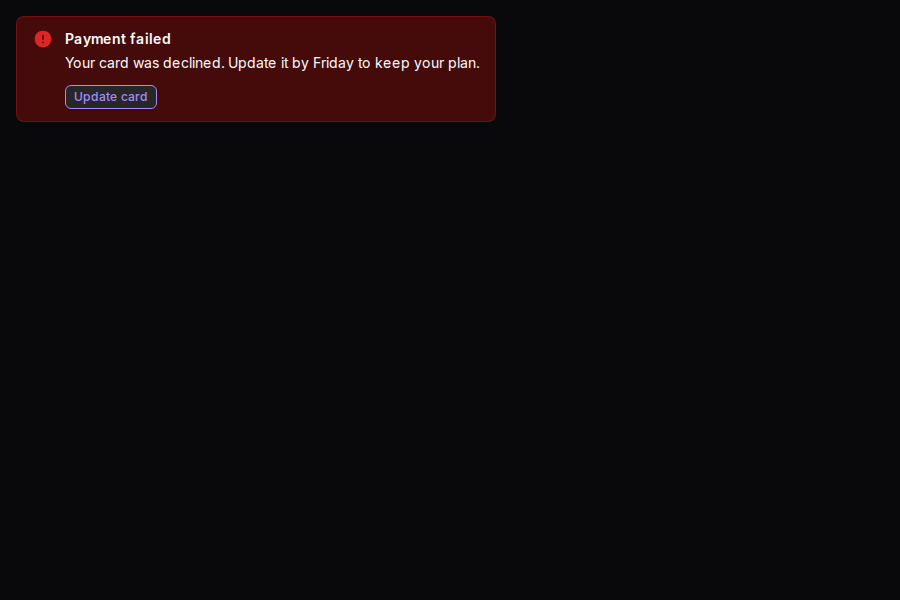 Payment failed
Your card was declined. Update it by Friday to keep your plan.
Update card